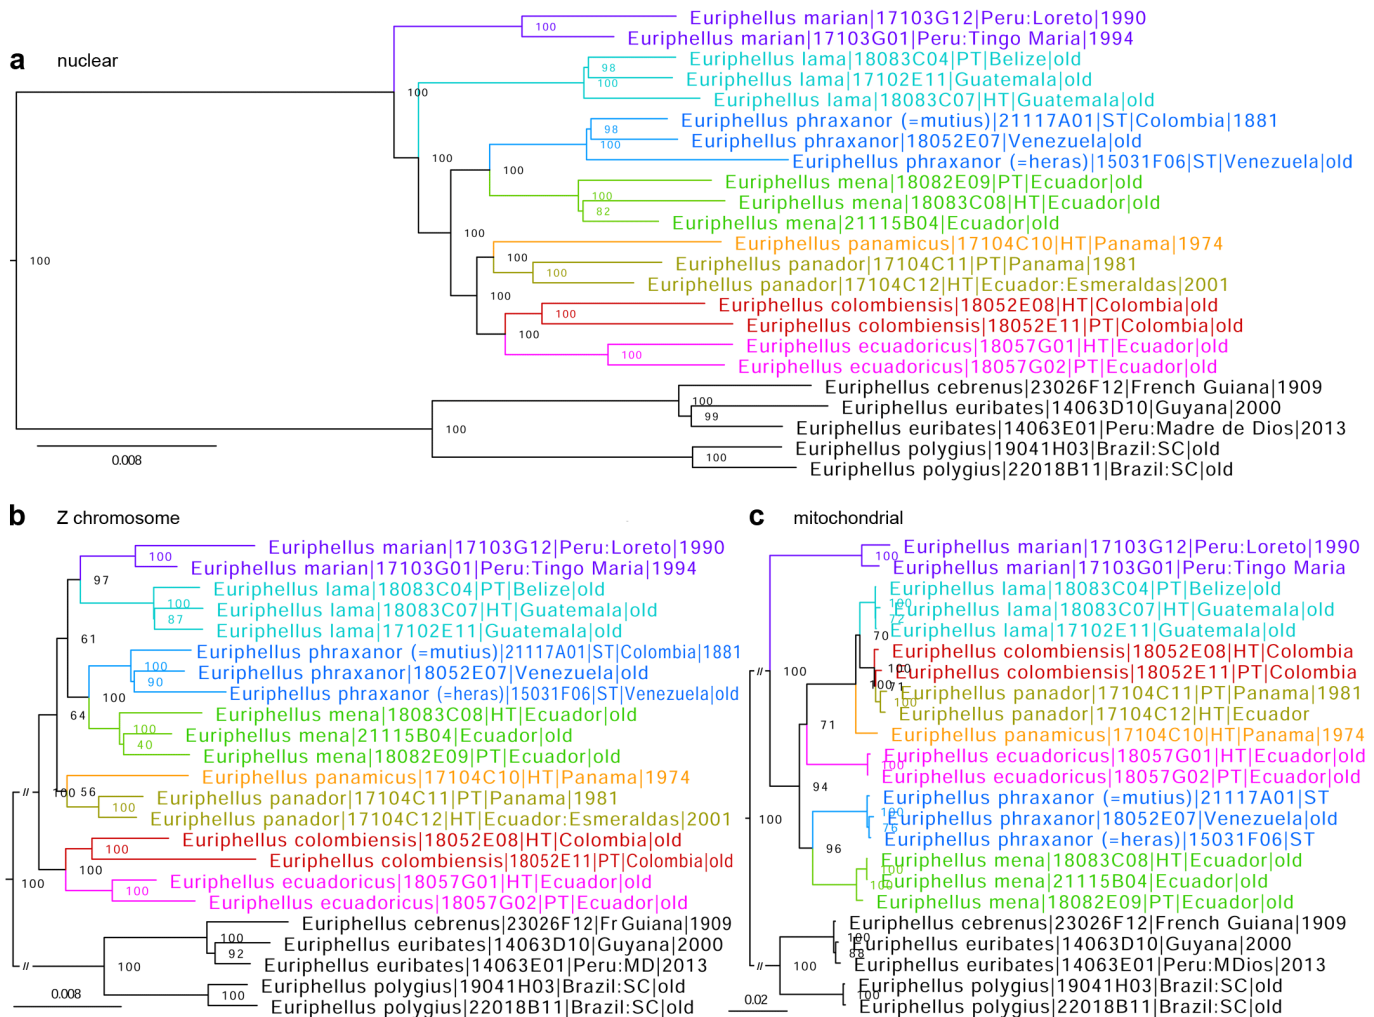 a nuclear
Euriphellus marian|17103G12|Peru:Loreto|1990
100
Euriphellus marian|17103G01|Peru:Tingo Maria|1994
Euriphellus lama|18083C04|PT|Belize|old
98
Euriphellus lama|17102E11|Guatemala|old
100
100
Euriphellus lama|18083C07|HT|Guatemala|old
Euriphellus phraxanor (=mutius)|21117A01|ST|Colombia|1881
98
Euriphellus phraxanor|18052E07|Venezuela|old
100
100
Euriphellus phraxanor (=heras)|15031F06|ST|Venezuela|old
100
Euriphellus mena|18082E09|PT|Ecuador|old
100
Euriphellus mena|18083C08|HT|Ecuador|old
82
Euriphellus mena|21115B04|Ecuador|old
100
Euriphellus panamicus|17104C10|HT|Panama|1974
100
100
Euriphellus panador|17104C11|PT|Panama|1981
100
Euriphellus panador|17104C12|HT|Ecuador:Esmeraldas|2001
100
Euriphellus colombiensis|18052E08|HT|Colombia|old
100
Euriphellus colombiensis|18052E11|PT|Colombia|old
100
Euriphellus ecuadoricus|18057G01|HT|Ecuador|old
100
Euriphellus ecuadoricus|18057G02|PT|Ecuador|old
Euriphellus cebrenus|23026F12|French Guiana|1909
100
Euriphellus euribates|14063D10|Guyana|2000
99
100
Euriphellus euribates|14063E01|Peru:Madre de Dios|2013
Euriphellus polygius|19041H03|Brazil:SC|old
100
Euriphellus polygius|22018B11|Brazil:SC|old
0.008
b Z chromosome
Euriphellus marian|17103G12|Peru:Loreto|1990
100
Euriphellus marian|17103G01|Peru:Tingo Maria|1994
97
Euriphellus lama|18083C04|PT|Belize|old
100
Euriphellus lama|18083C07|HT|Guatemala|old
87
Euriphellus lama|17102E11|Guatemala|old
61
Euriphellus phraxanor (=mutius)|21117A01|ST|Colombia|1881
100
Euriphellus phraxanor|18052E07|Venezuela|old
90
Euriphellus phraxanor (=heras)|15031F06|ST|Venezuela|old
100
64
Euriphellus mena|18083C08|HT|Ecuador|old
100
Euriphellus mena|21115B04|Ecuador|old
40
Euriphellus mena|18082E09|PT|Ecuador|old
Euriphellus panamicus|17104C10|HT|Panama|1974
// 100 56
Euriphellus panador|17104C11|PT|Panama|1981
100
Euriphellus panador|17104C12|HT|Ecuador:Esmeraldas|2001
Euriphellus colombiensis|18052E08|HT|Colombia|old
100
Euriphellus colombiensis|18052E11|PT|Colombia|old
100
100
Euriphellus ecuadoricus|18057G01|HT|Ecuador|old
100
Euriphellus ecuadoricus|18057G02|PT|Ecuador|old
Euriphellus cebrenus|23026F12|Fr Guiana|1909
100
Euriphellus euribates|14063D10|Guyana|2000
92
// 100
Euriphellus euribates|14063E01|Peru:MD|2013
Euriphellus polygius|19041H03|Brazil:SC|old
100
Euriphellus polygius|22018B11|Brazil:SC|old
0.008
c mitochondrial
Euriphellus marian|17103G12|Peru:Loreto|1990
100
Euriphellus marian|17103G01|Peru:Tingo Maria
Euriphellus lama|18083C04|PT|Belize|old
100
Euriphellus lama|18083C07|HT|Guatemala|old
72
Euriphellus lama|17102E11|Guatemala|old
70
Euriphellus colombiensis|18052E08|HT|Colombia
100
Euriphellus colombiensis|18052E11|PT|Colombia
// 100
100 71
Euriphellus panador|17104C11|PT|Panama|1981
100
Euriphellus panador|17104C12|HT|Ecuador
71
Euriphellus panamicus|17104C10|HT|Panama|1974
Euriphellus ecuadoricus|18057G01|HT|Ecuador|old
100
Euriphellus ecuadoricus|18057G02|PT|Ecuador|old
94
Euriphellus phraxanor (=mutius)|21117A01|ST
100
100
Euriphellus phraxanor|18052E07|Venezuela|old
76
Euriphellus phraxanor (=heras)|15031F06|ST
96
Euriphellus mena|18083C08|HT|Ecuador|old
100
Euriphellus mena|21115B04|Ecuador|old
100
Euriphellus mena|18082E09|PT|Ecuador|old
Euriphellus cebrenus|23026F12|French Guiana|1909
100
Euriphellus euribates|14063D10|Guyana|2000
88
// 100
Euriphellus euribates|14063E01|Peru:MDios|2013
Euriphellus polygius|19041H03|Brazil:SC|old
100
Euriphellus polygius|22018B11|Brazil:SC|old
0.02